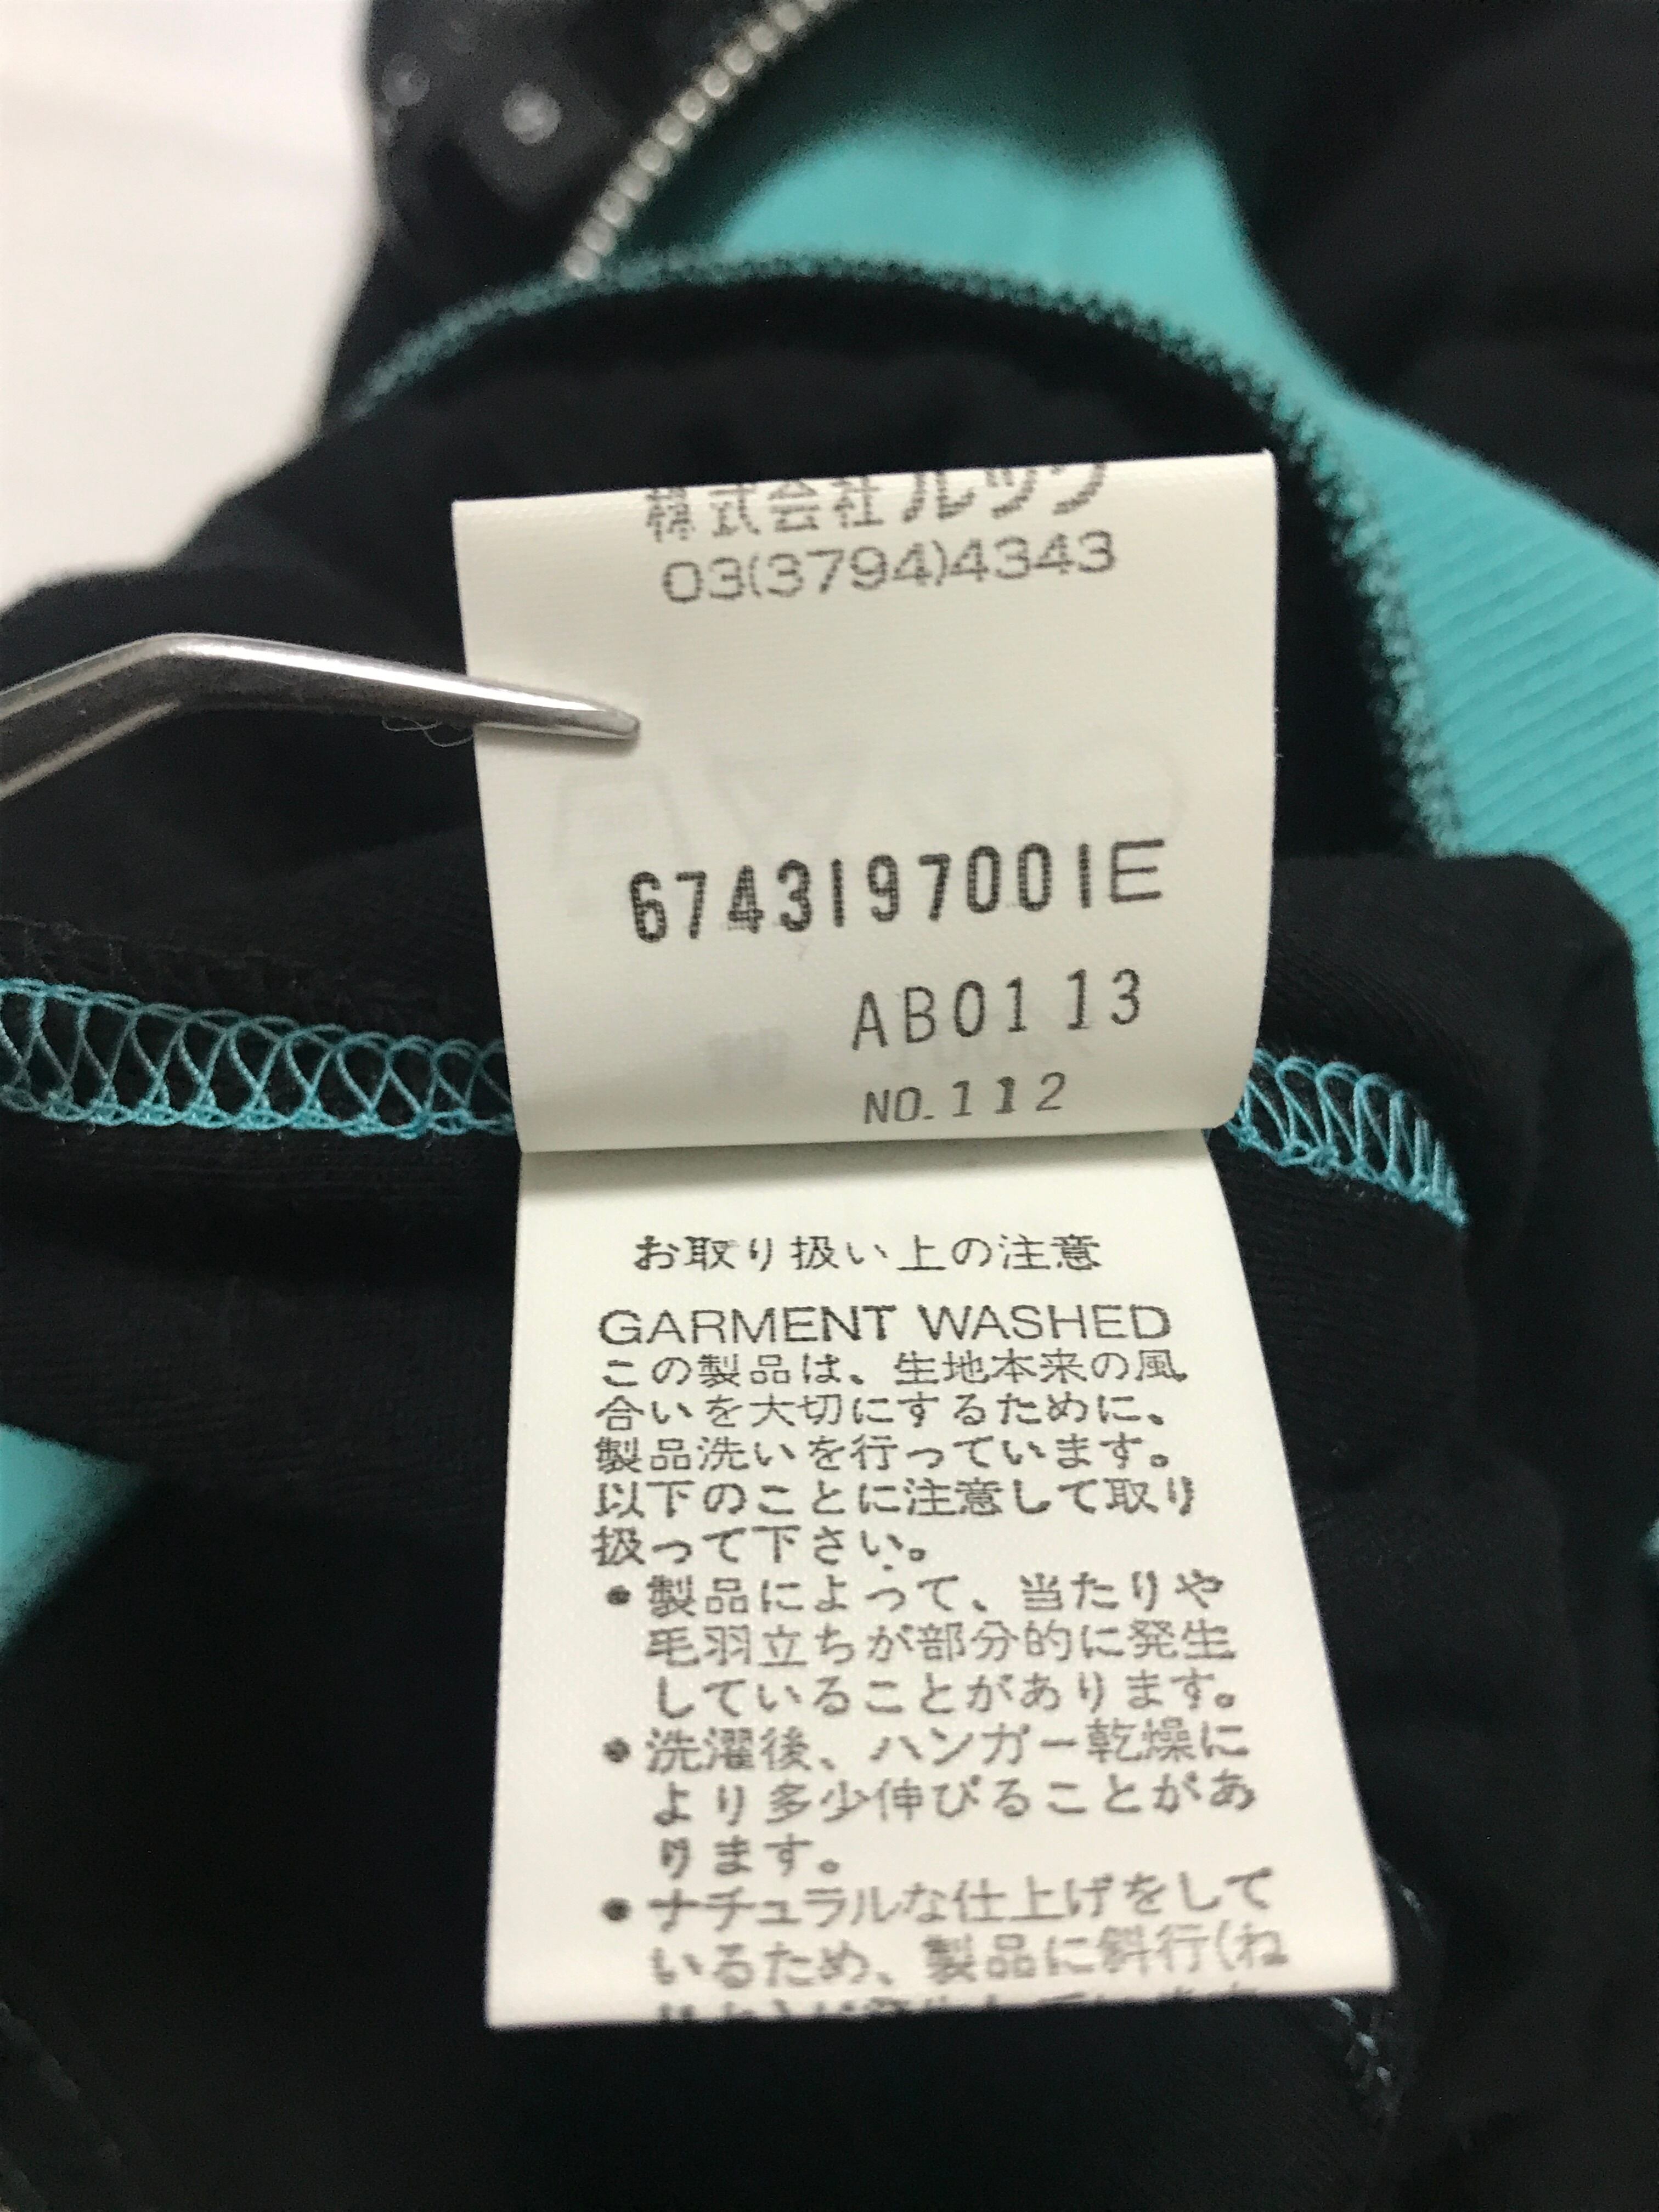 株式会社ルック
03(3794)4343
6743197001E
AB01 13
NO.112
お取り扱い上の注意
GARMENT WASHED
この製品は、生地本来の風
合いを大切にするために、
製品洗いを行っています。
以下のことに注意して取り
扱って下さい。
●製品によって、当たりや
毛羽立ちが部分的に発生
していることがあります。
●洗濯後、ハンガー乾燥に
より多少伸びることがあ
ります。
●ナチュラルな仕上げをして
いるため、製品に斜行(ね